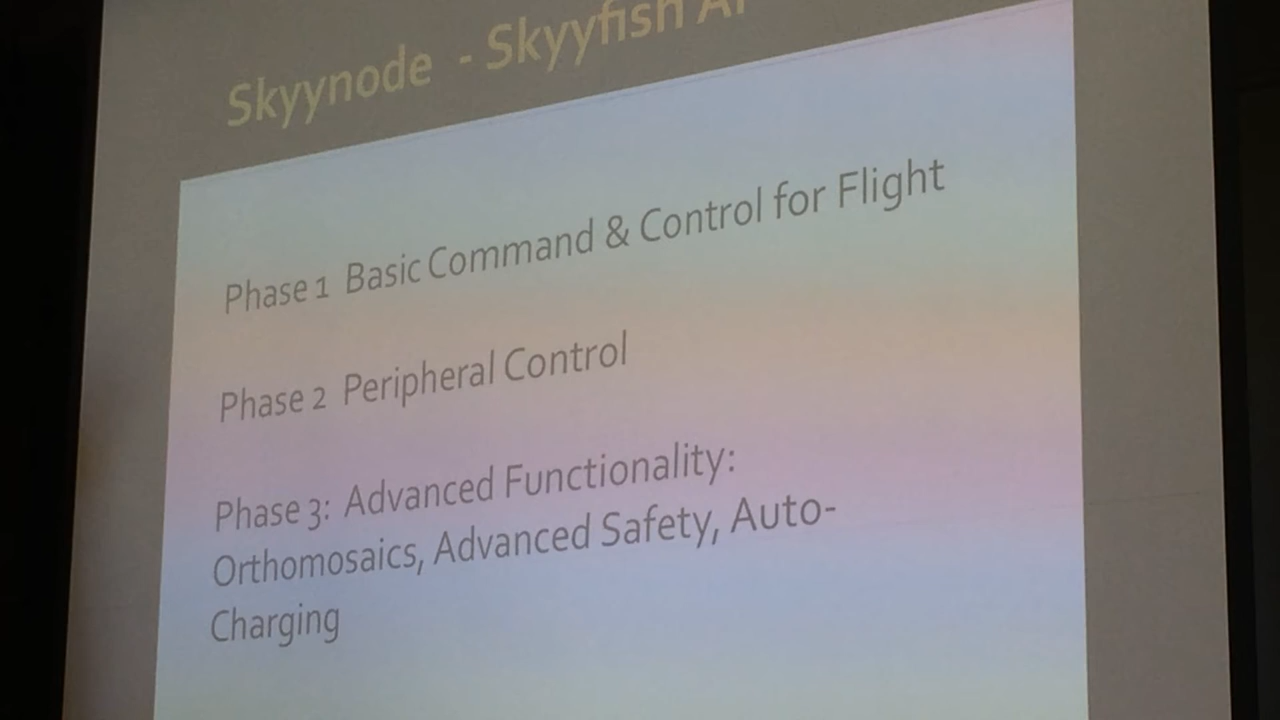 Skyynode - Skyyfish
Phase 1 Basic Command & Control for Flight
Phase 2 Peripheral Control
Phase 3: Advanced Functionality:
Orthomosaics, Advanced Safety, Auto-
Charging